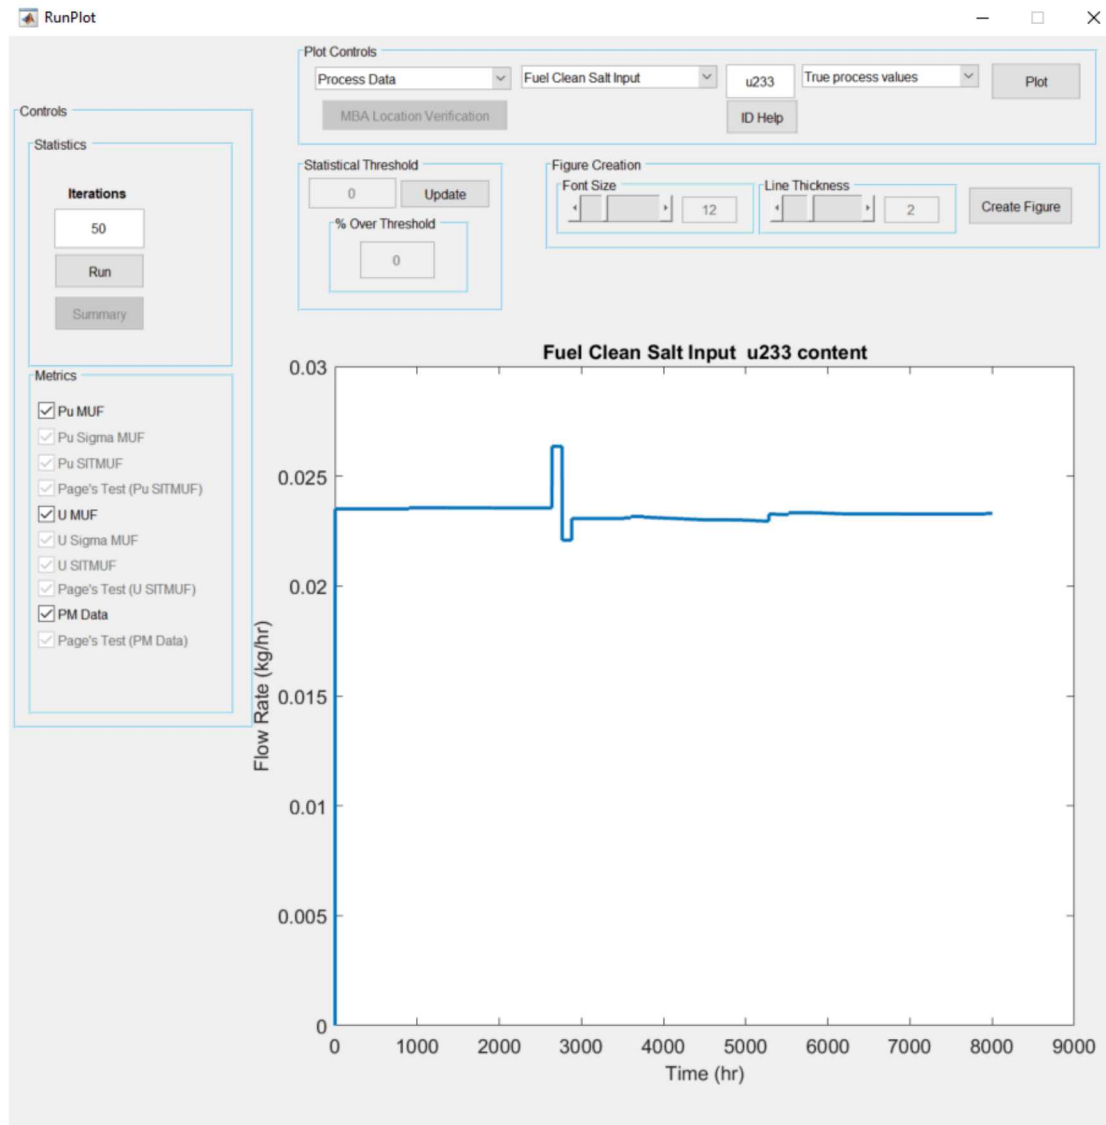 RunPlot
Plot Controls
Process Data
Fuel Clean Salt Input
u233
True process values
Plot
MBA Location Verification
ID Help
Controls
Statistics
Iterations
50
Run
Summary
Metrics
Pu MUF
Pu Sigma MUF
Pu SITMUF
Page's Test (Pu SITMUF)
U MUF
U Sigma MUF
U SITMUF
Page's Test (U SITMUF)
PM Data
Page's Test (PM Data)
Statistical Threshold
0
Update
% Over Threshold
0
Figure Creation
Font Size
12
Line Thickness
2
Create Figure
Fuel Clean Salt Input u233 content
0.03
0.025
0.02
0.015
0.01
0.005
0
Flow Rate (kg/hr)
0 1000 2000 3000 4000 5000 6000 7000 8000 9000
Time (hr)